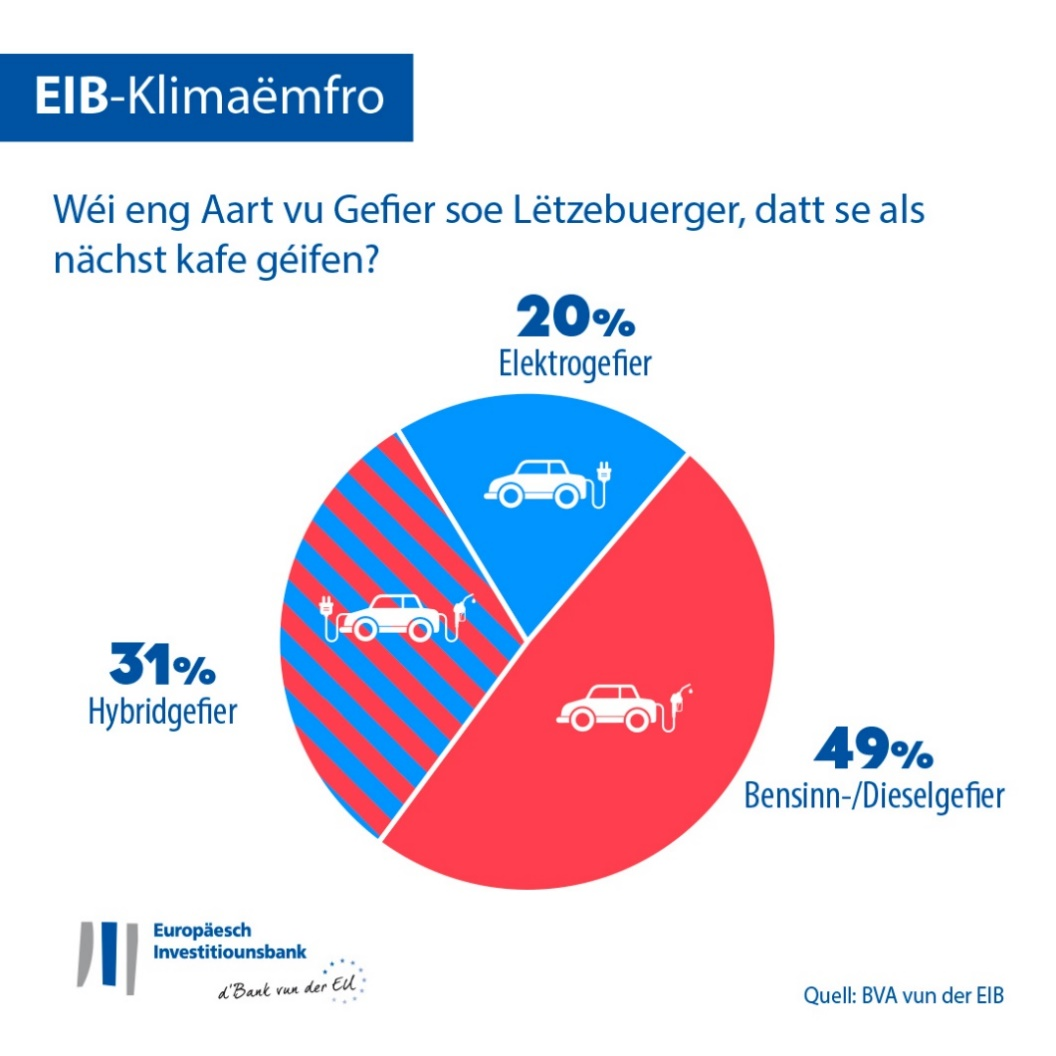 EIB-Klimaëmfro
Wéi eng Aart vu Gefier soe Lëtzebuerger, datt se als
nächst kafe géifen?
20%
Elektrogefier
31%
Hybridgefier
49%
Bensinn-/Dieselgefier
Europäesch
Investitiounsbank
d'Bank vun der EU
Quell: BVA vun der EIB